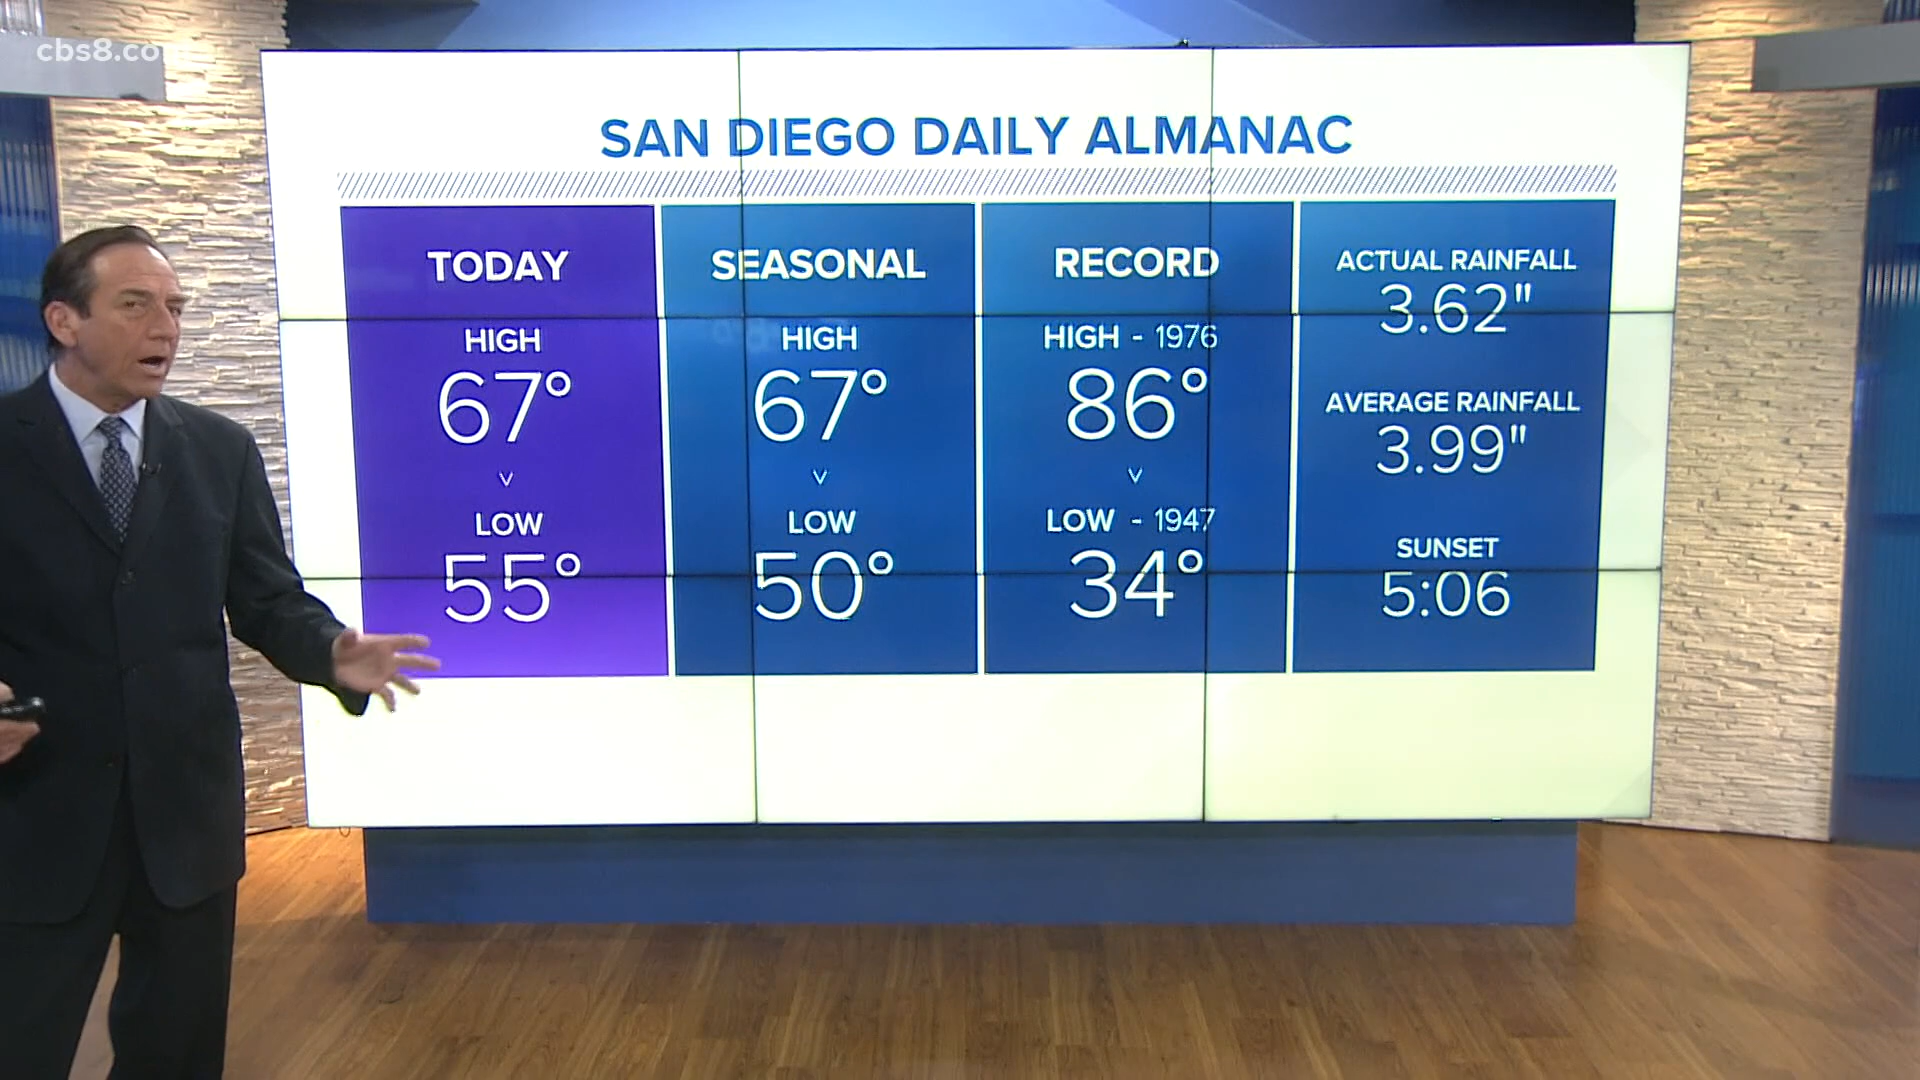 cbs8.com
SAN DIEGO DAILY ALMANAC
TODAY
HIGH
67°
LOW
55°
SEASONAL
HIGH
67°
LOW
50°
RECORD
HIGH - 1976
86°
LOW - 1947
34°
ACTUAL RAINFALL
3.62"
AVERAGE RAINFALL
3.99"
SUNSET
5:06